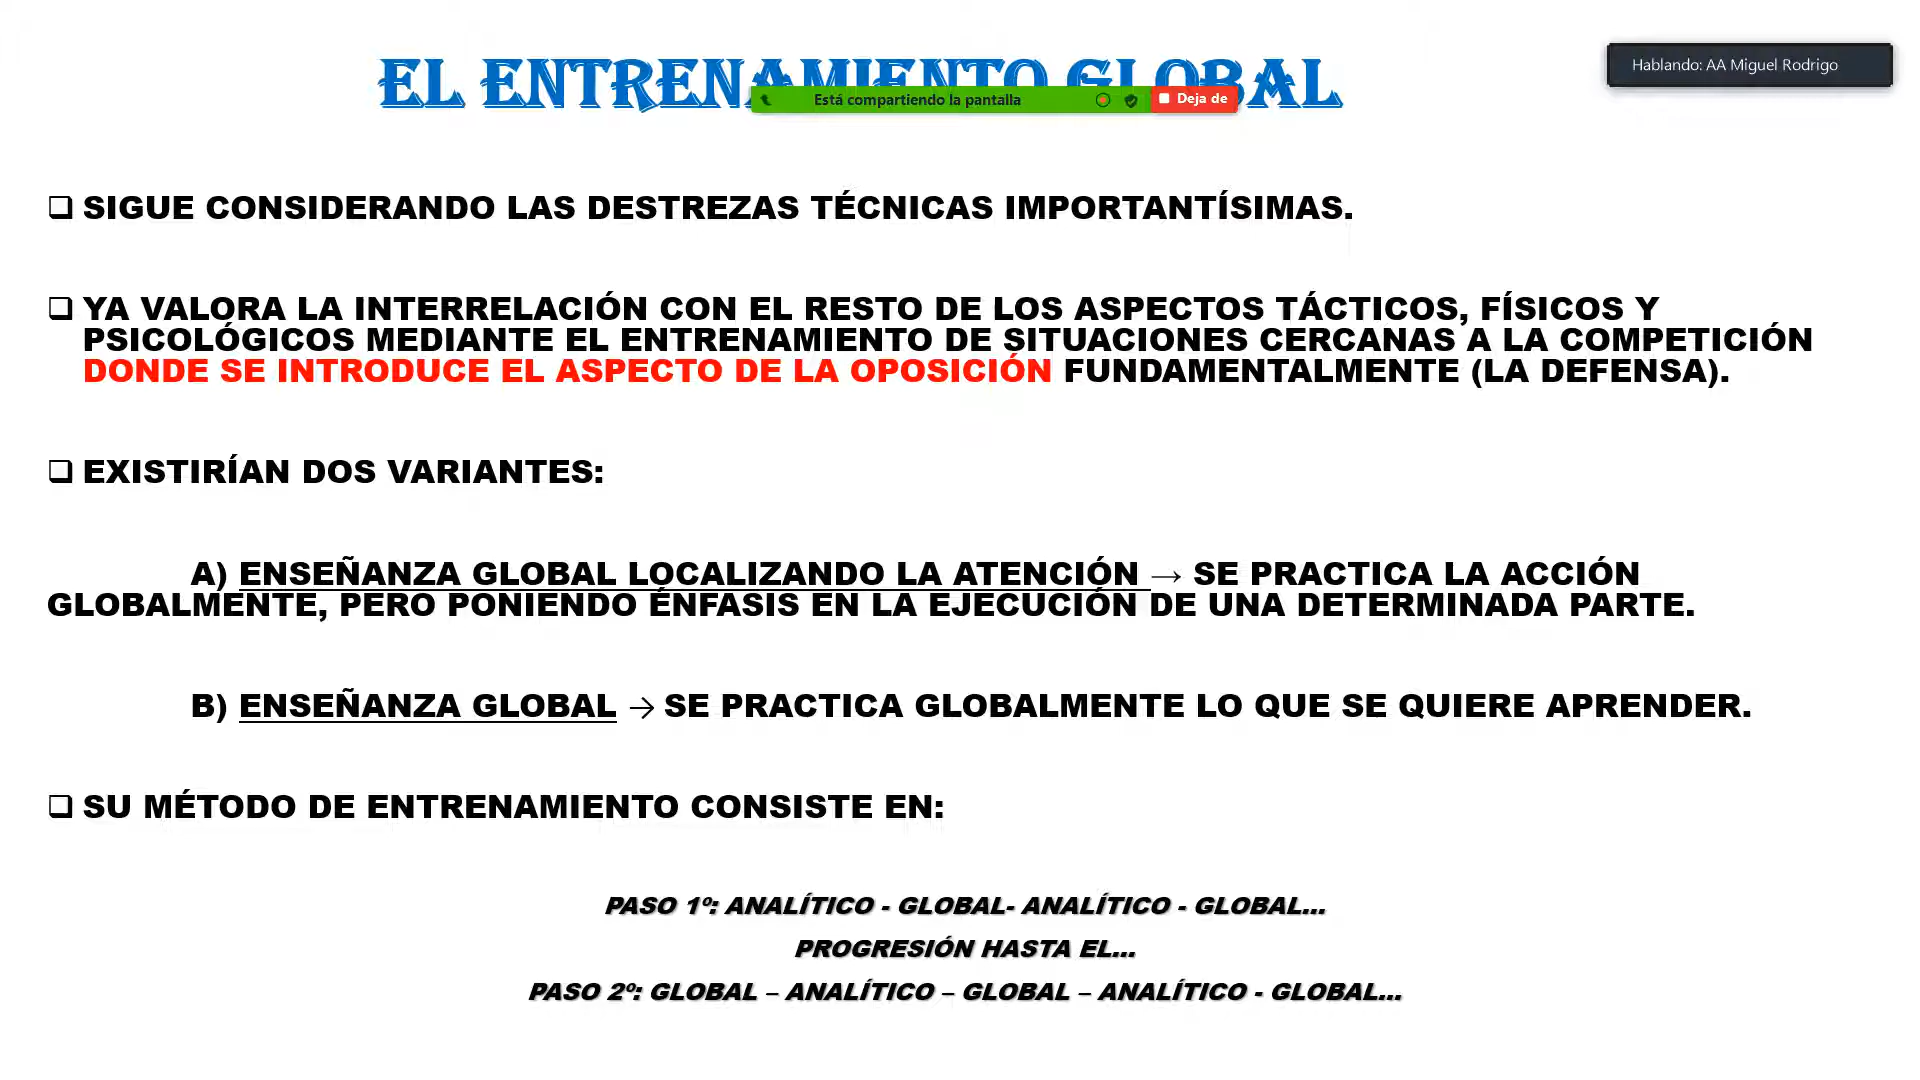 EL ENTRENAMIENTO GLOBAL
Hablando: AA Miguel Rodrigo
Está compartiendo la pantalla
Deja de
❑ SIGUE CONSIDERANDO LAS DESTREZAS TÉCNICAS IMPORTANTÍSIMAS.
❑ YA VALORA LA INTERRELACIÓN CON EL RESTO DE LOS ASPECTOS TÁCTICOS, FÍSICOS Y
PSICOLÓGICOS MEDIANTE EL ENTRENAMIENTO DE SITUACIONES CERCANAS A LA COMPETICIÓN
DONDE SE INTRODUCE EL ASPECTO DE LA OPOSICIÓN FUNDAMENTALMENTE (LA DEFENSA).
❑ EXISTIRÍAN DOS VARIANTES:
A) ENSEÑANZA GLOBAL LOCALIZANDO LA ATENCIÓN → SE PRACTICA LA ACCIÓN
GLOBALMENTE, PERO PONIENDO ÉNFASIS EN LA EJECUCIÓN DE UNA DETERMINADA PARTE.
B) ENSEÑANZA GLOBAL → SE PRACTICA GLOBALMENTE LO QUE SE QUIERE APRENDER.
❑ SU MÉTODO DE ENTRENAMIENTO CONSISTE EN:
PASO 1º: ANALÍTICO - GLOBAL- ANALÍTICO - GLOBAL...
PROGRESIÓN HASTA EL...
PASO 2º: GLOBAL – ANALÍTICO – GLOBAL – ANALÍTICO - GLOBAL...